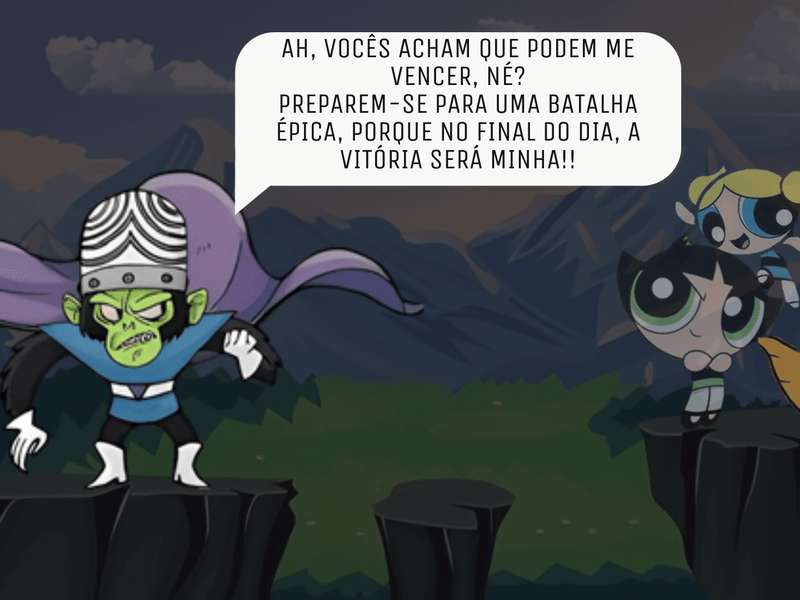 AH, VOCÊS ACHAM QUE PODEM ME
VENCER, NÉ?
PREPAREM-SE PARA UMA BATALHA
ÉPICA, PORQUE NO FINAL DO DIA, A
VITÓRIA SERÁ MINHA!!